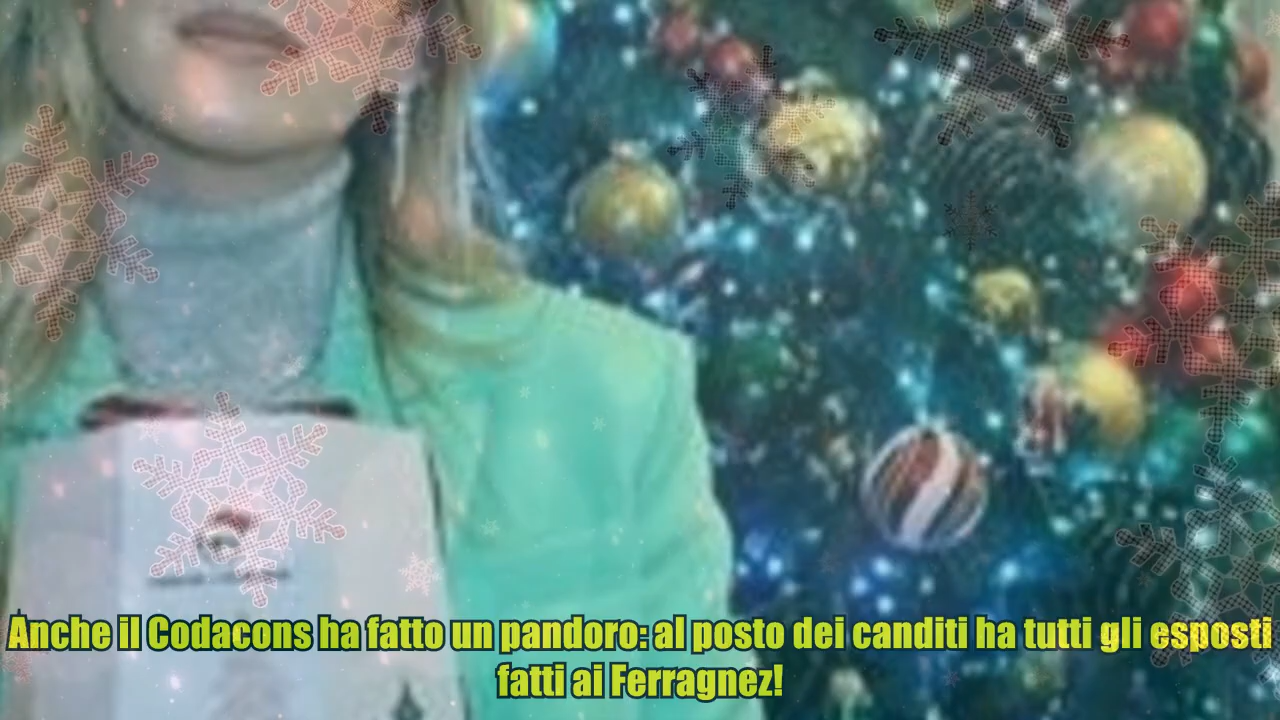 Anche il Codacons ha fatto un pandoro: al posto dei canditi ha tutti gli esposti
fatti ai Ferragnez!